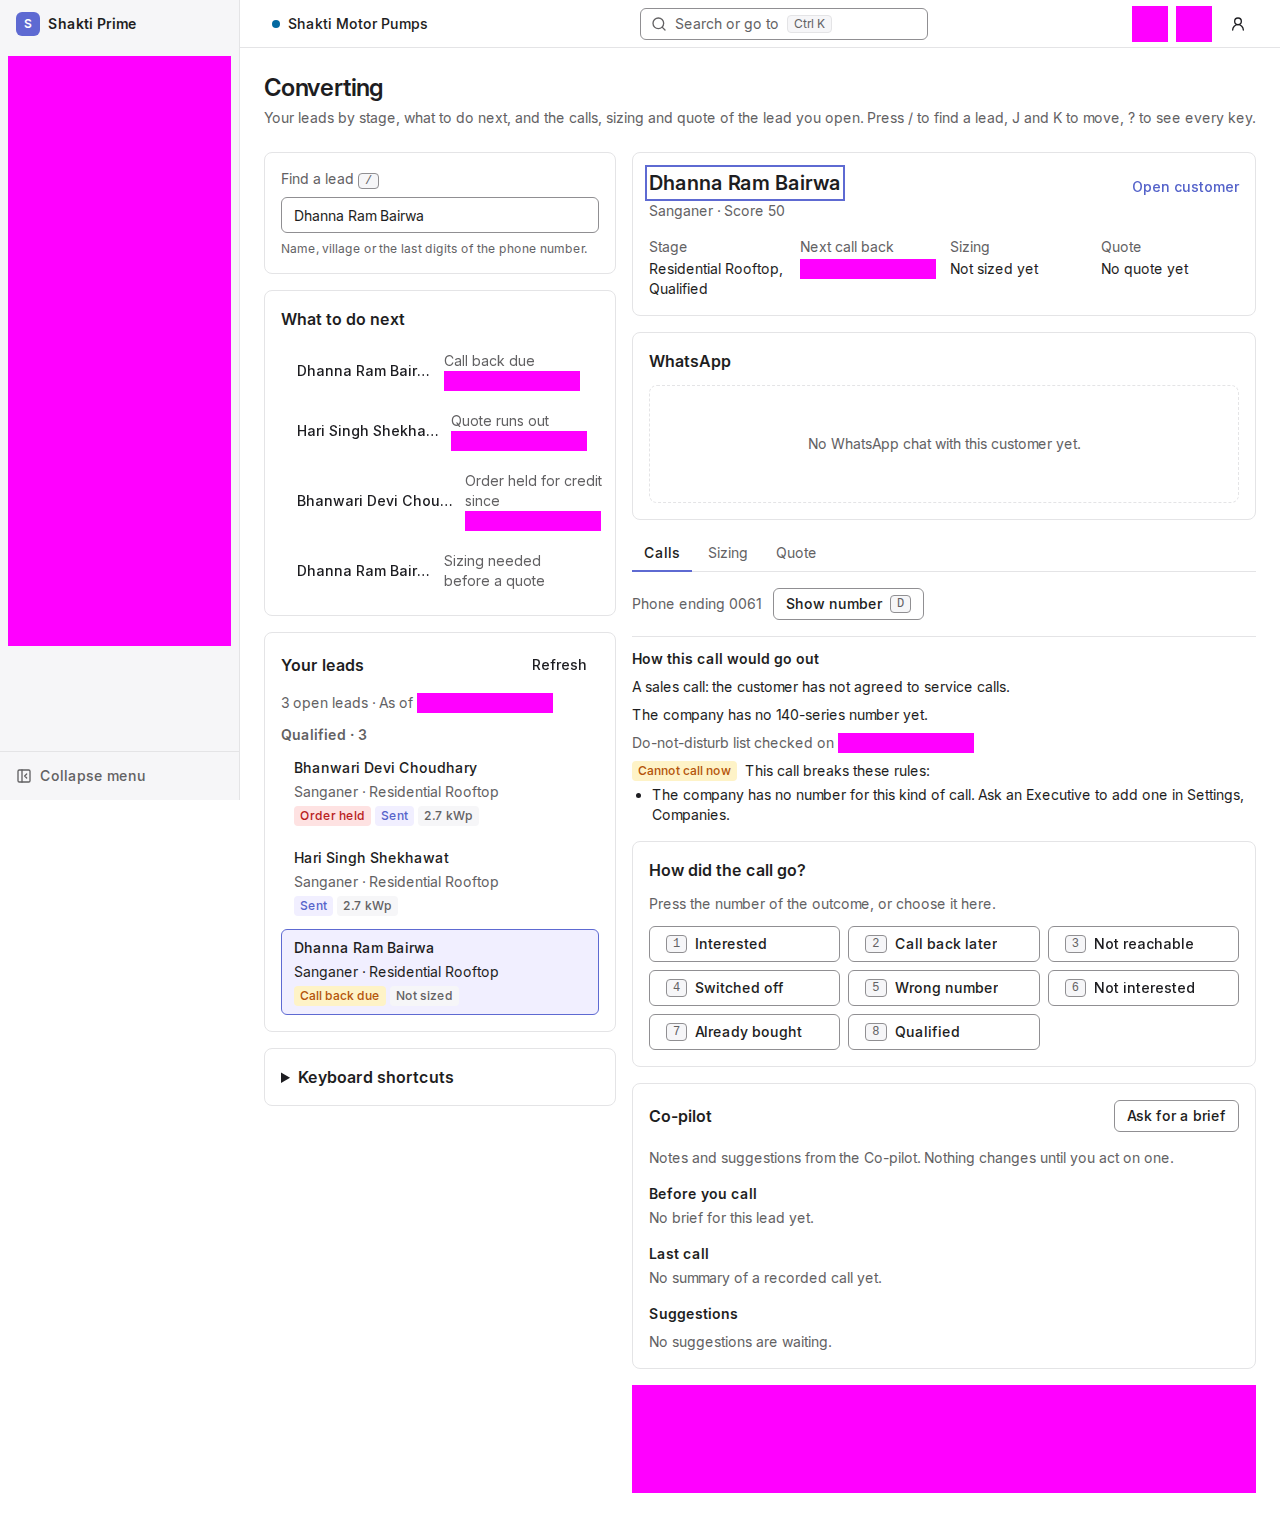 S Shakti Prime
Shakti Motor Pumps
Search or go to Ctrl K
Collapse menu
Converting
Your leads by stage, what to do next, and the calls, sizing and quote of the lead you open. Press / to find a lead, J and K to move, ? to see every key.
Find a lead /
Dhanna Ram Bairwa
Name, village or the last digits of the phone number.
What to do next
Dhanna Ram Bair…
Call back due
Hari Singh Shekha…
Quote runs out
Bhanwari Devi Chou…
Order held for credit
since
Dhanna Ram Bair…
Sizing needed
before a quote
Your leads
Refresh
3 open leads · As of
Qualified · 3
Bhanwari Devi Choudhary
Sanganer · Residential Rooftop
Order held Sent 2.7 kWp
Hari Singh Shekhawat
Sanganer · Residential Rooftop
Sent 2.7 kWp
Dhanna Ram Bairwa
Sanganer · Residential Rooftop
Call back due Not sized
Keyboard shortcuts
Dhanna Ram Bairwa
Open customer
Sanganer · Score 50
Stage
Residential Rooftop,
Qualified
Next call back
Sizing
Not sized yet
Quote
No quote yet
WhatsApp
No WhatsApp chat with this customer yet.
Calls Sizing Quote
Phone ending 0061 Show number D
How this call would go out
A sales call: the customer has not agreed to service calls.
The company has no 140-series number yet.
Do-not-disturb list checked on
Cannot call now This call breaks these rules:
• The company has no number for this kind of call. Ask an Executive to add one in Settings,
Companies.
How did the call go?
Press the number of the outcome, or choose it here.
1 Interested
2 Call back later
3 Not reachable
4 Switched off
5 Wrong number
6 Not interested
7 Already bought
8 Qualified
Co-pilot
Ask for a brief
Notes and suggestions from the Co-pilot. Nothing changes until you act on one.
Before you call
No brief for this lead yet.
Last call
No summary of a recorded call yet.
Suggestions
No suggestions are waiting.